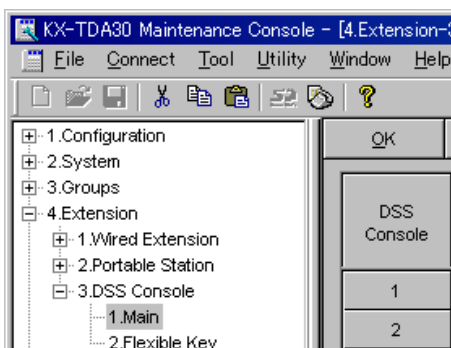 KX-TDA30 Maintenance Console - [4.Extension-
File Connect Tool Utility Window Help
1.Configuration
2.System
3.Groups
4.Extension
1.Wired Extension
2.Portable Station
3.DSS Console
1.Main
2.Flexible Key
OK
DSS
Console
1
2